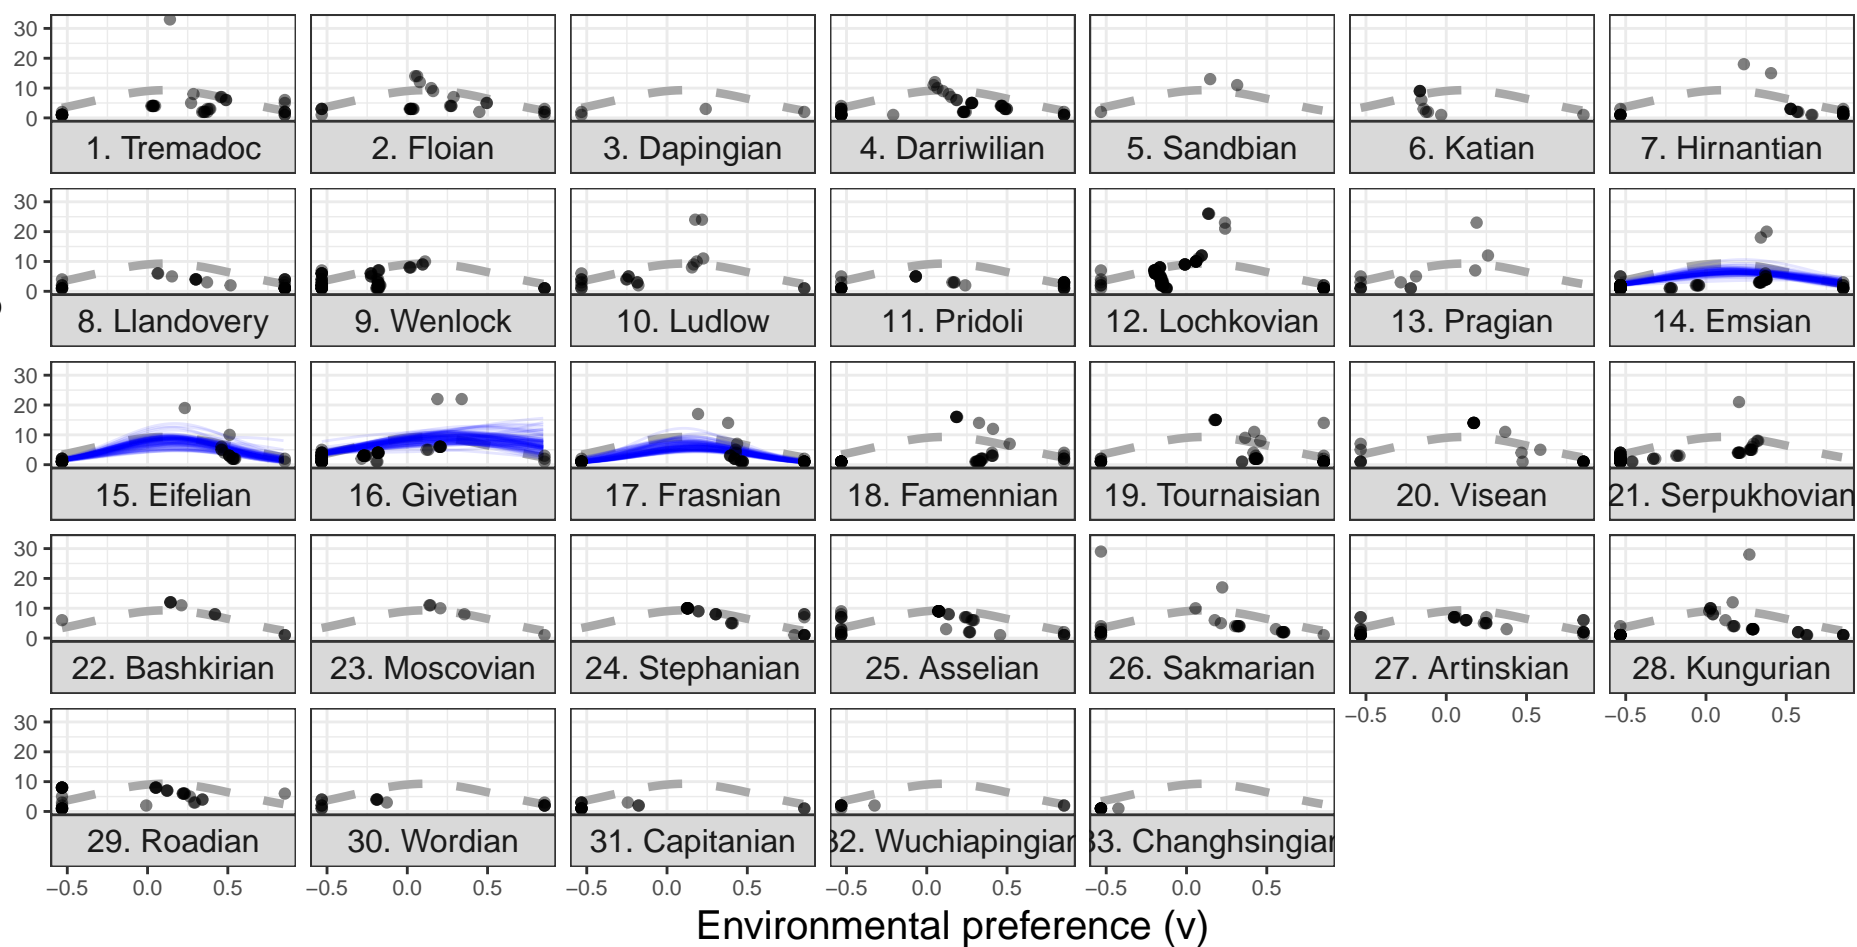 30
20
10
0
1. Tremadoc
2. Floian
3. Dapingian
4. Darriwilian
5. Sandbian
6. Katian
7. Hirnantian
30
20
10
0
8. Llandovery
9. Wenlock
10. Ludlow
11. Pridoli
12. Lochkovian
13. Pragian
14. Emsian
30
20
10
0
15. Eifelian
16. Givetian
17. Frasnian
18. Famennian
19. Tournaisian
20. Visean
21. Serpukhovian
30
20
10
0
22. Bashkirian
23. Moscovian
24. Stephanian
25. Asselian
26. Sakmarian
27. Artinskian
28. Kungurian
−0.5 0.0 0.5
−0.5 0.0 0.5
30
20
10
0
29. Roadian
30. Wordian
31. Capitanian
32. Wuchiapingian
33. Changhsingian
−0.5 0.0 0.5
−0.5 0.0 0.5
−0.5 0.0 0.5
−0.5 0.0 0.5
−0.5 0.0 0.5
Environmental preference (v)